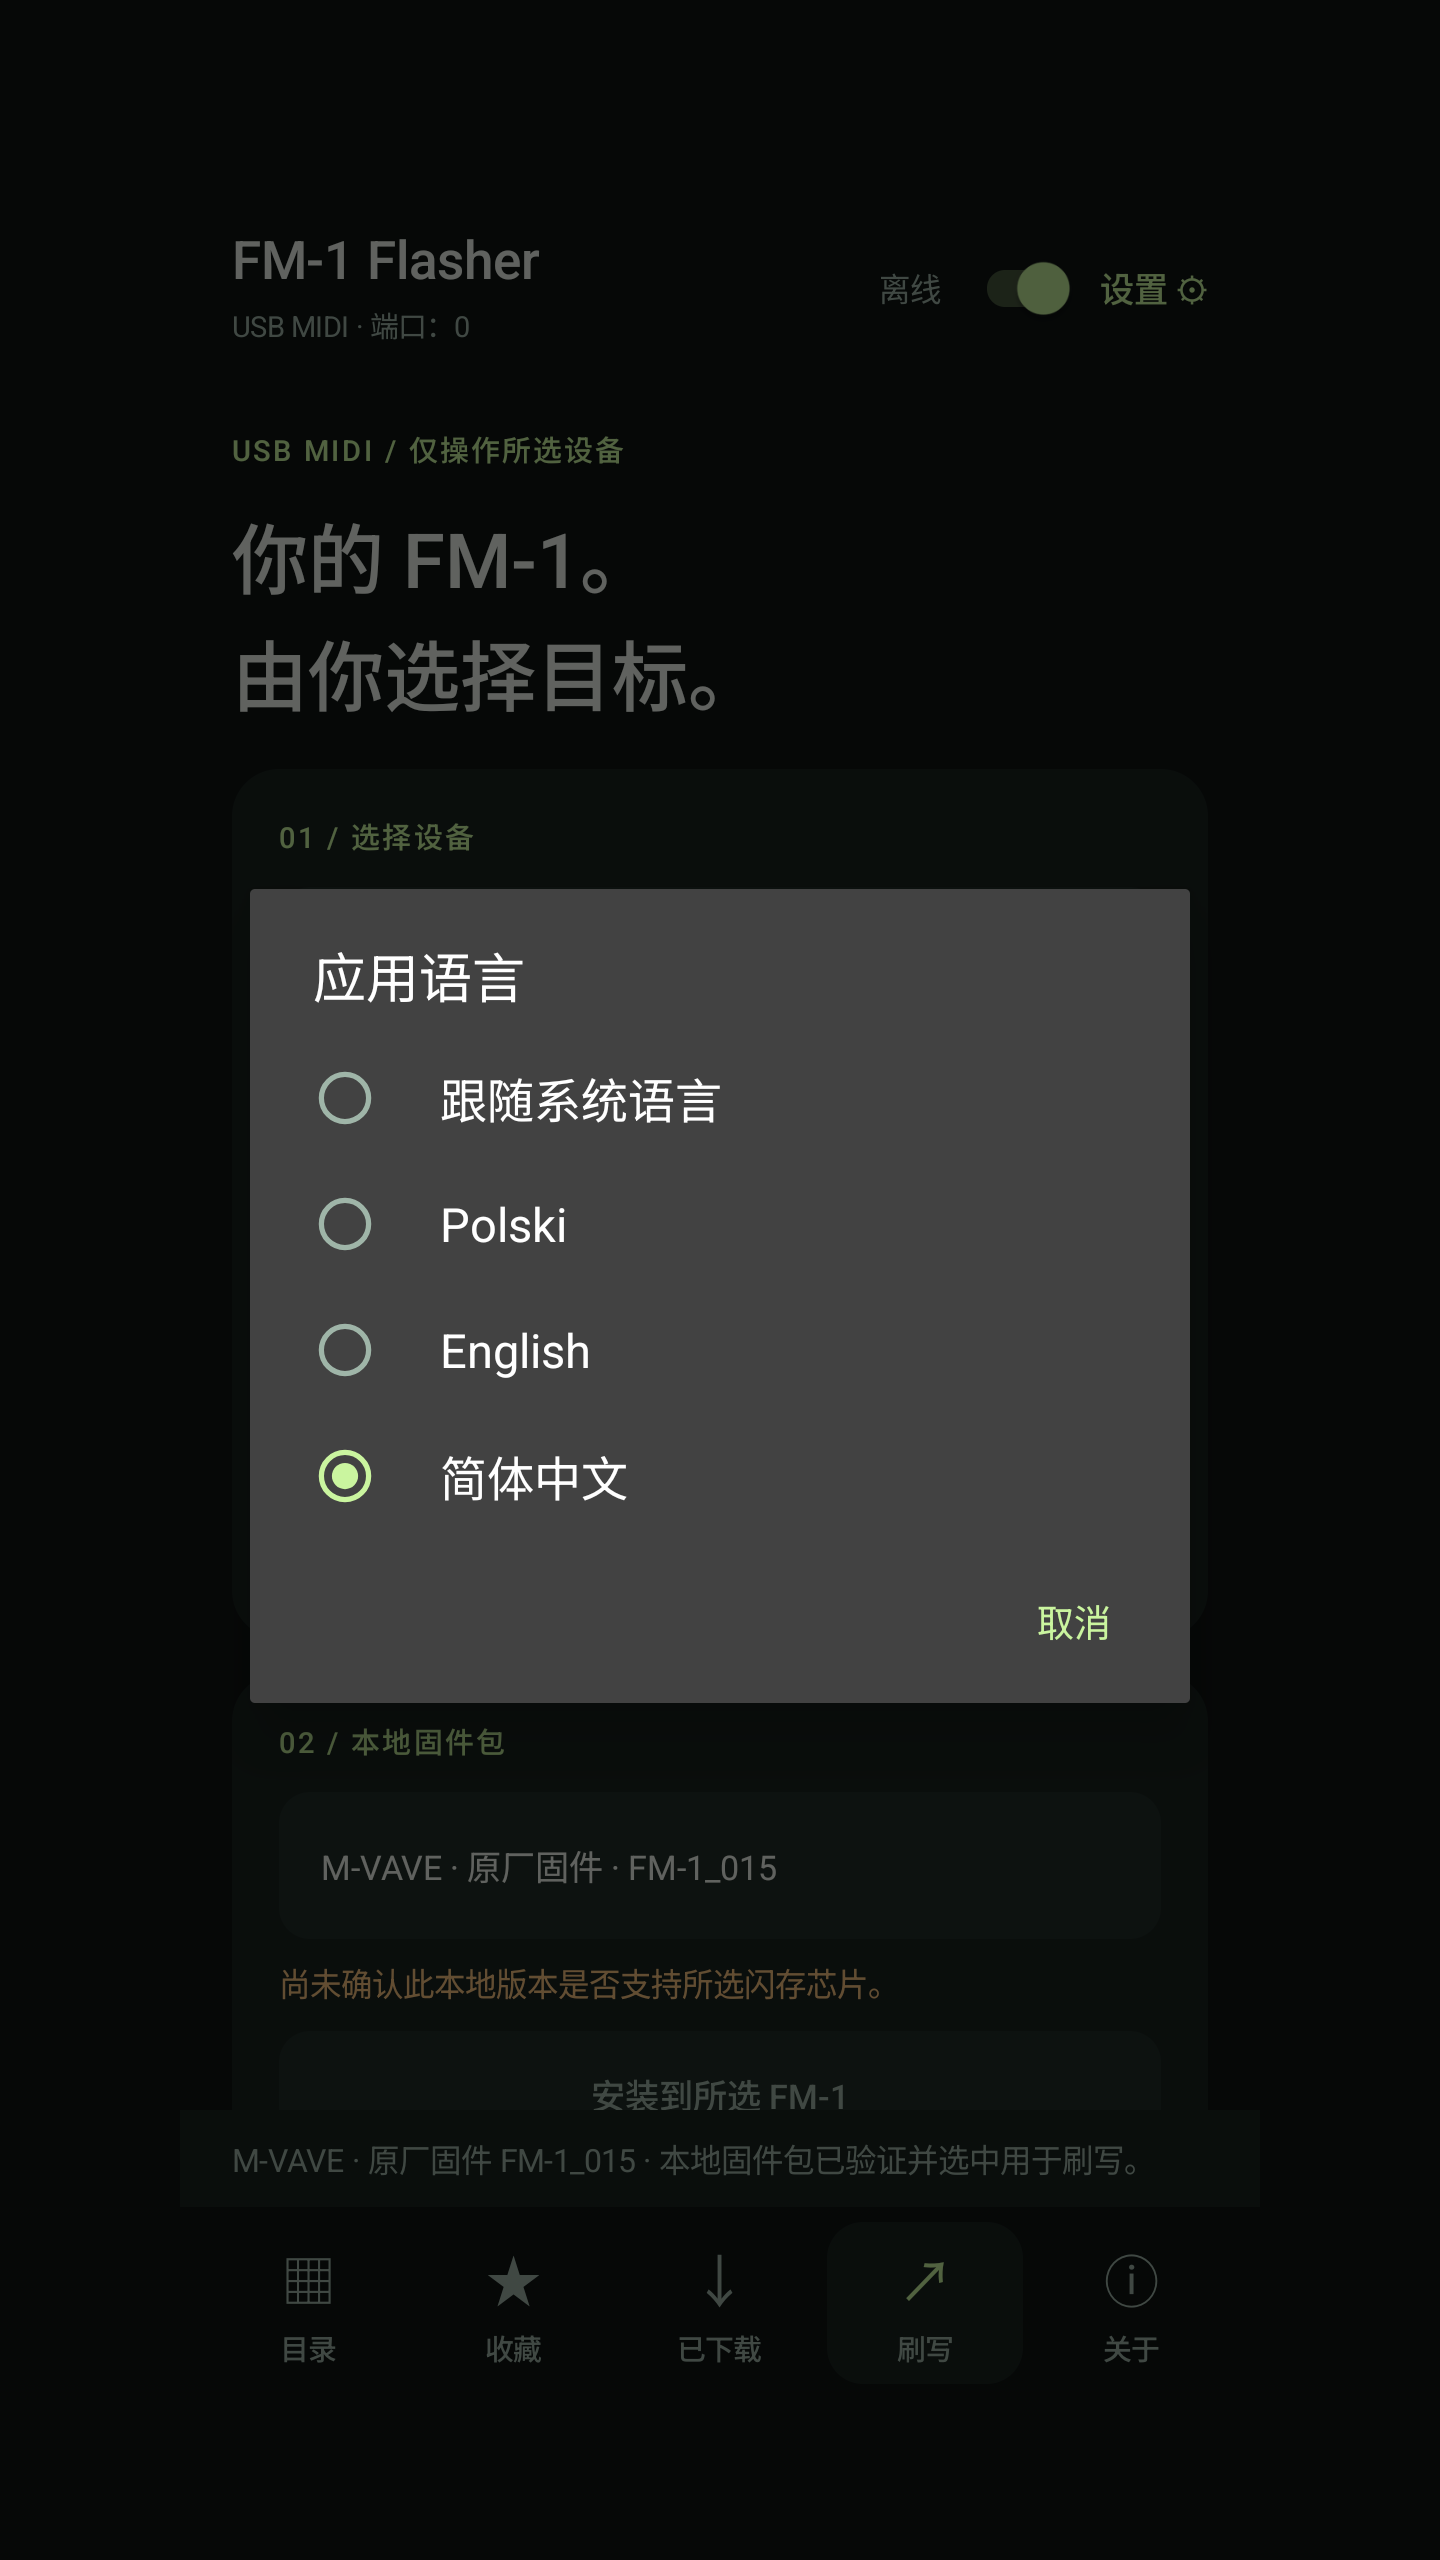 FM-1 Flasher
USB MIDI · 端口：0
离线
设置
USB MIDI / 仅操作所选设备
你的 FM-1。
由你选择目标。
01 / 选择设备
应用语言
跟随系统语言
Polski
English
简体中文
取消
02 / 本地固件包
M-VAVE · 原厂固件 · FM-1_015
尚未确认此本地版本是否支持所选闪存芯片。
安装到所选 FM-1
M-VAVE · 原厂固件 FM-1_015 · 本地固件包已验证并选中用于刷写。
目录
收藏
已下载
刷写
关于